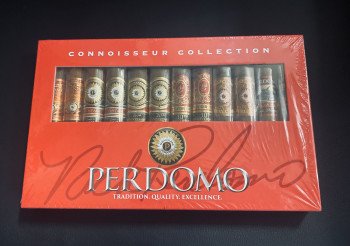 CONNOISSEUR COLLECTION
PERDOMO
TRADITION. QUALITY. EXCELLENCE.